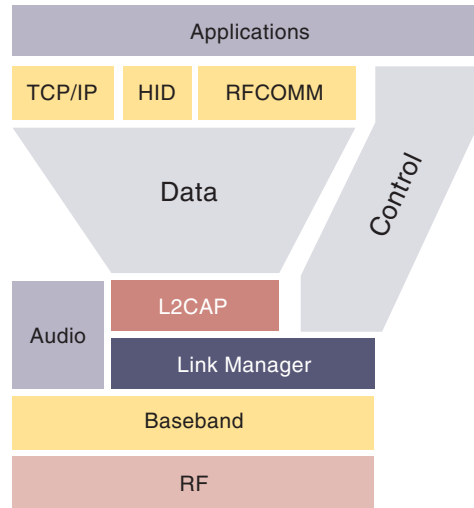 Applications
TCP/IP HID RFCOMM
Data
Control
L2CAP
Audio
Link Manager
Baseband
RF